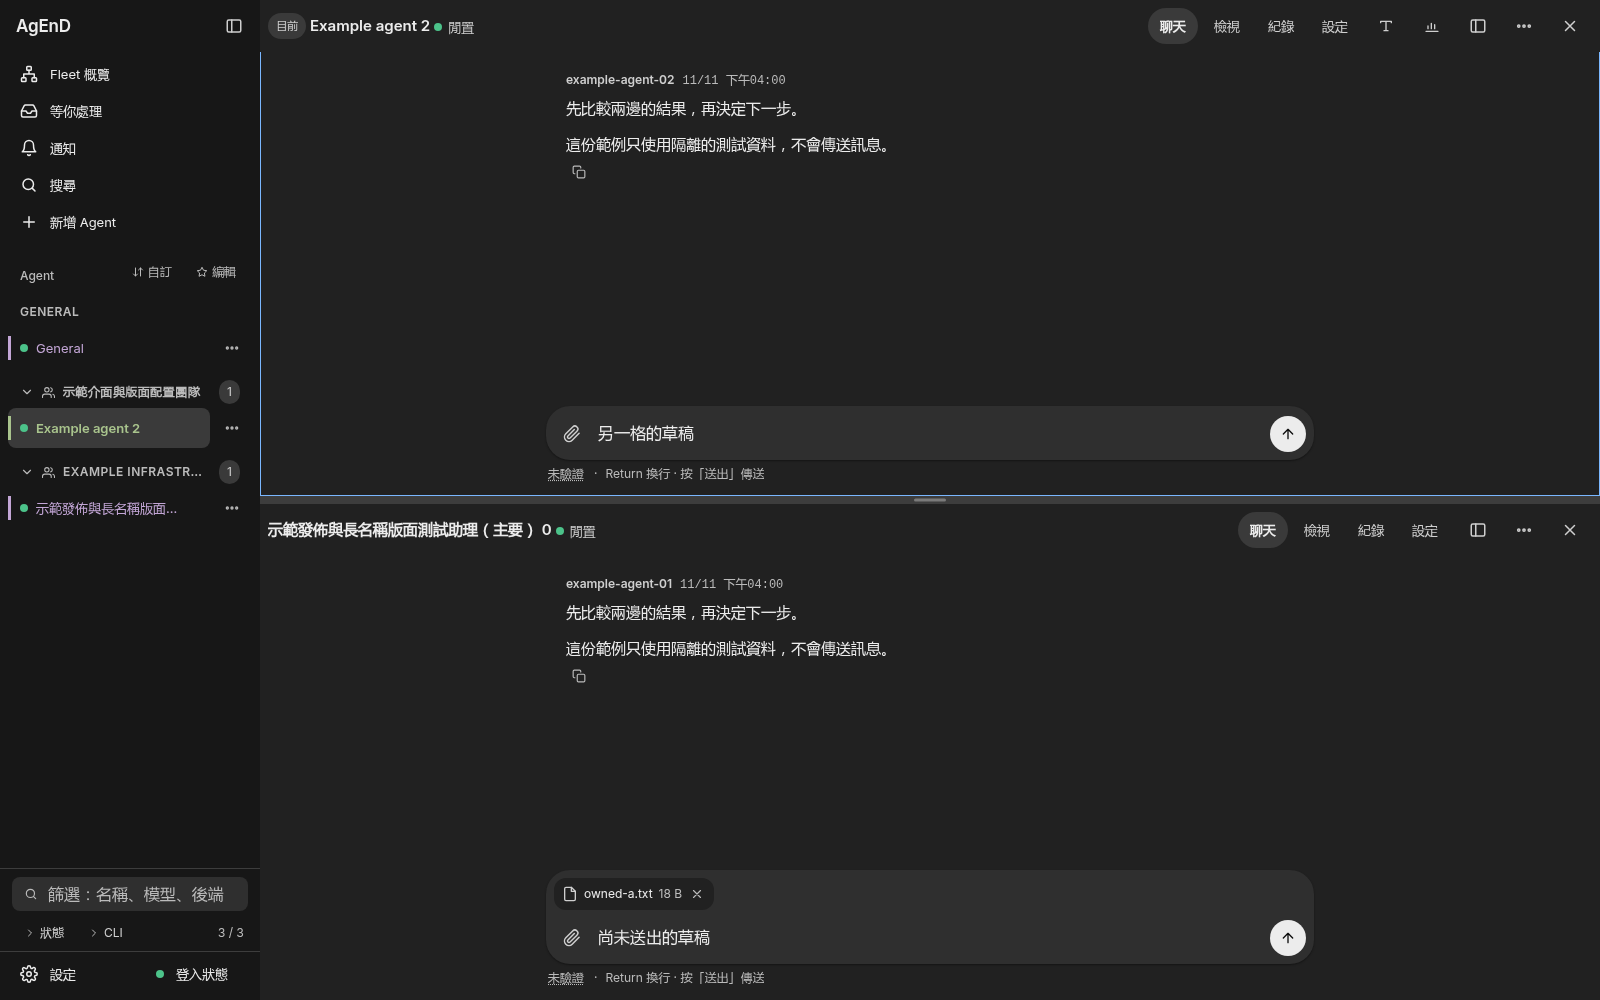 AgEnD
Fleet 概覽
等你處理
通知
搜尋
新增 Agent
Agent
自訂
編輯
GENERAL
General
示範介面與版面配置團隊
1
Example agent 2
EXAMPLE INFRASTR...
1
示範發佈與長名稱版面...
篩選：名稱、模型、後端
狀態
CLI
3 / 3
設定
登入狀態
目前 Example agent 2 閒置
聊天 檢視 紀錄 設定
example-agent-02 11/11 下午04:00
先比較兩邊的結果，再決定下一步。
這份範例只使用隔離的測試資料，不會傳送訊息。
另一格的草稿
未驗證 · Return 換行 · 按「送出」傳送
示範發佈與長名稱版面測試助理（主要）0 閒置
聊天 檢視 紀錄 設定
example-agent-01 11/11 下午04:00
先比較兩邊的結果，再決定下一步。
這份範例只使用隔離的測試資料，不會傳送訊息。
owned-a.txt 18 B
尚未送出的草稿
未驗證 · Return 換行 · 按「送出」傳送